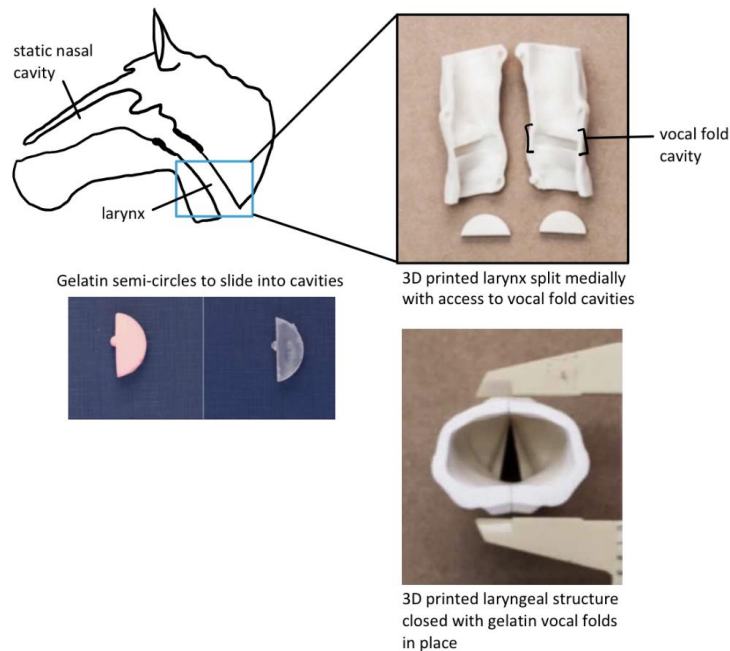 static nasal
cavity
larynx
vocal fold
cavity
Gelatin semi-circles to slide into cavities
3D printed larynx split medially
with access to vocal fold cavities
3D printed laryngeal structure
closed with gelatin vocal folds
in place